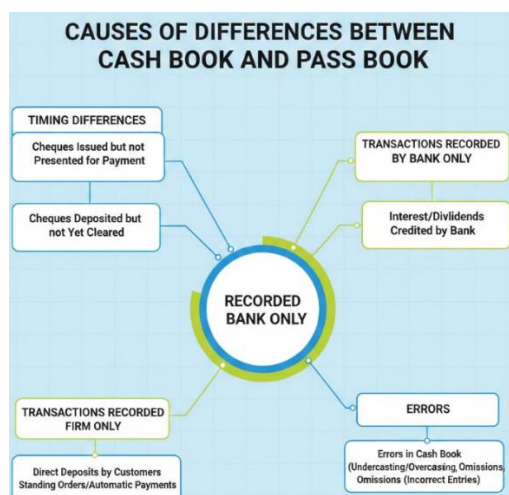 CAUSES OF DIFFERENCES BETWEEN
CASH BOOK AND PASS BOOK
TIMING DIFFERENCES
Cheques Issued but not
Presented for Payment
Cheques Deposited but
not Yet Cleared
TRANSACTIONS RECORDED
BY BANK ONLY
Interest/Divlidends
Credited by Bank
RECORDED
BANK ONLY
TRANSACTIONS RECORDED
FIRM ONLY
Direct Deposits by Customers
Standing Orders/Automatic Payments
ERRORS
Errors in Cash Book
(Undercasting/Overcasing, Omissions,
Omissions (Incorrect Entries)